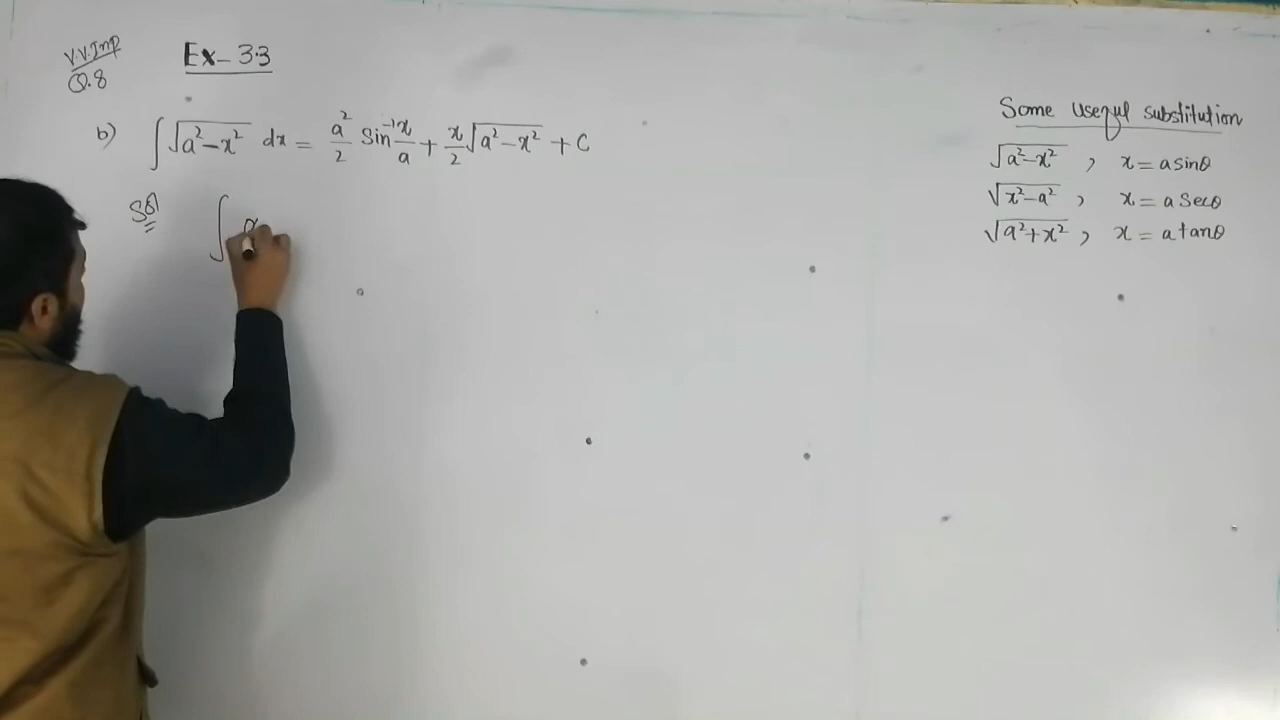 V.V.Imp
Q.8
Ex- 3.3
b) ∫ √(a²-x²) dx = a²/2 Sin⁻¹ x/a + x/2 √(a²-x²) + C
Sol
∫
Some Useful substitution
√(a²-x²) , x = a sinθ
√(x²-a²) , x = a Secθ
√(a²+x²) , x = a tanθ